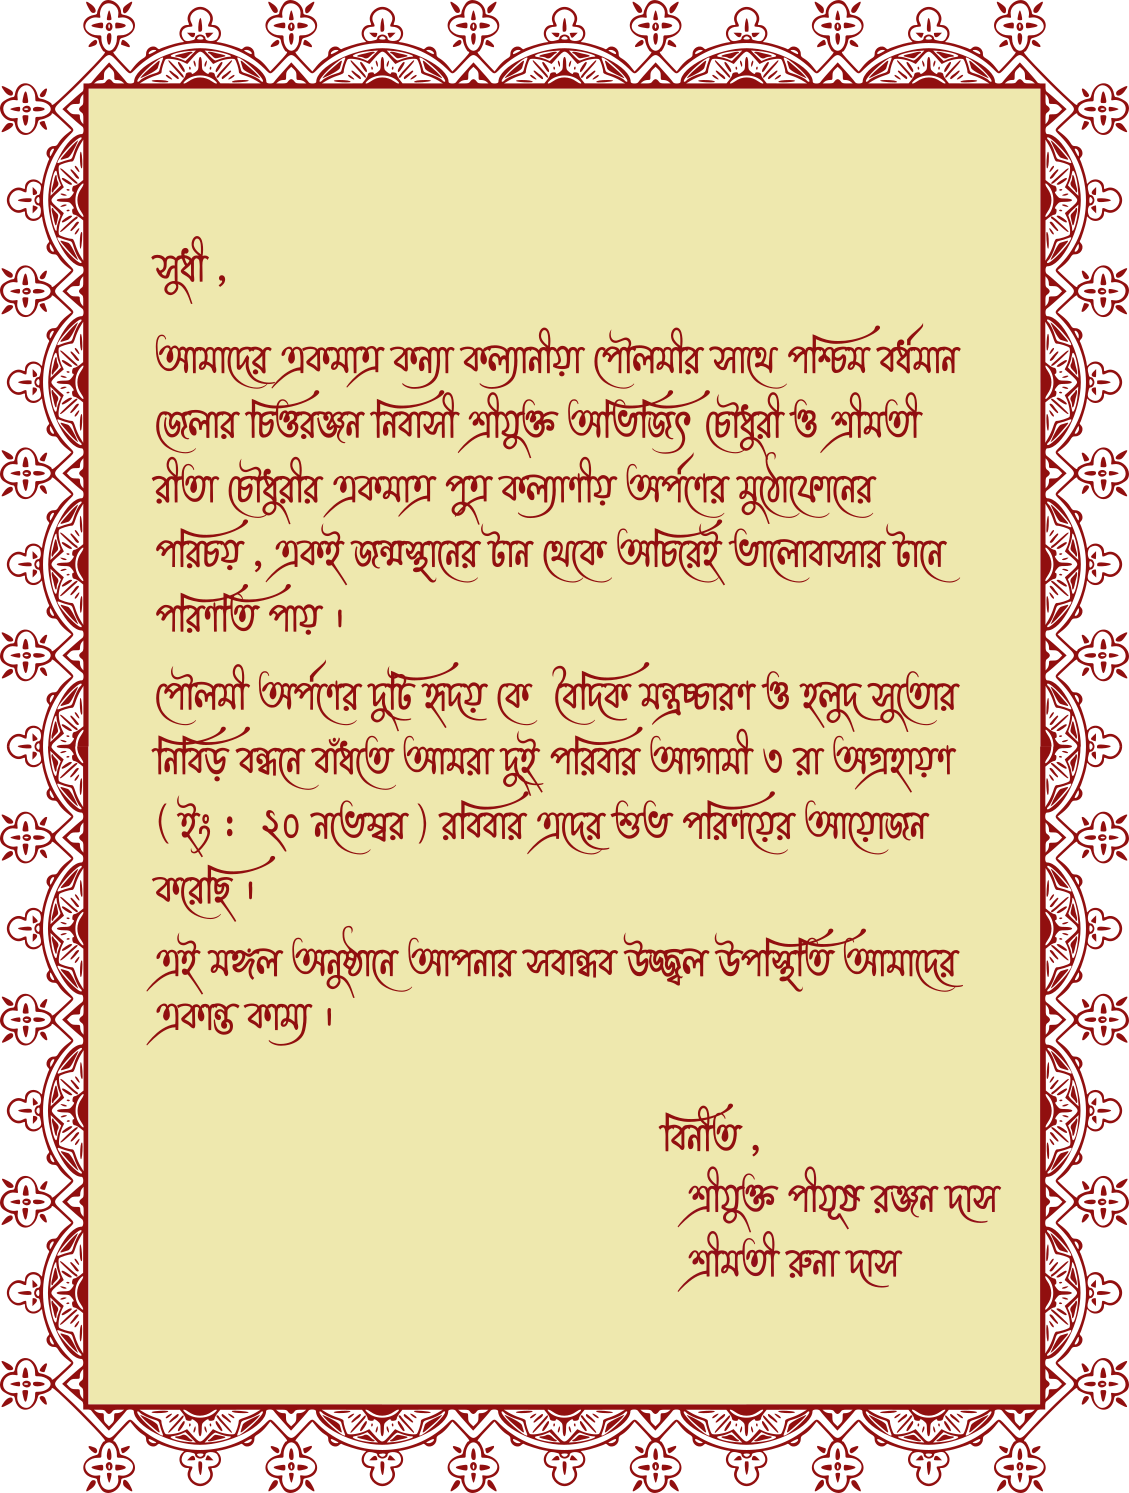 সুধী ,
আমাদের একমাত্র কন্যা কল্যানীয়া পৌলমীর সাথে পশ্চিম বর্ধমান
জেলার চিত্তরঞ্জন নিবাসী শ্রীযুক্ত অভিজিৎ চৌধুরী ও শ্রীমতী
রীতা চৌধুরীর একমাত্র পুত্র কল্যাণীয় অর্পণের মুঠোফোনের
পরিচয় , একই জন্মস্থানের টান থেকে অচিরেই ভালোবাসার টানে
পরিণতি পায় ।
পৌলমী অর্পণের দুটি হৃদয় কে বৈদিক মন্ত্রচ্চারণ ও হলুদ সুতোর
নিবিড় বন্ধনে বাঁধতে আমরা দুই পরিবার আগামী ৩ রা অগ্রহায়ণ
( ইং : ২০ নভেম্বর ) রবিবার এদের শুভ পরিণয়ের আয়োজন
করেছি ।
এই মঙ্গল অনুষ্ঠানে আপনার সবান্ধব উজ্জ্বল উপস্থিতি আমাদের
একান্ত কাম্য ।
বিনীত ,
শ্রীযুক্ত পীযূষ রঞ্জন দাস
শ্রীমতী রুনা দাস